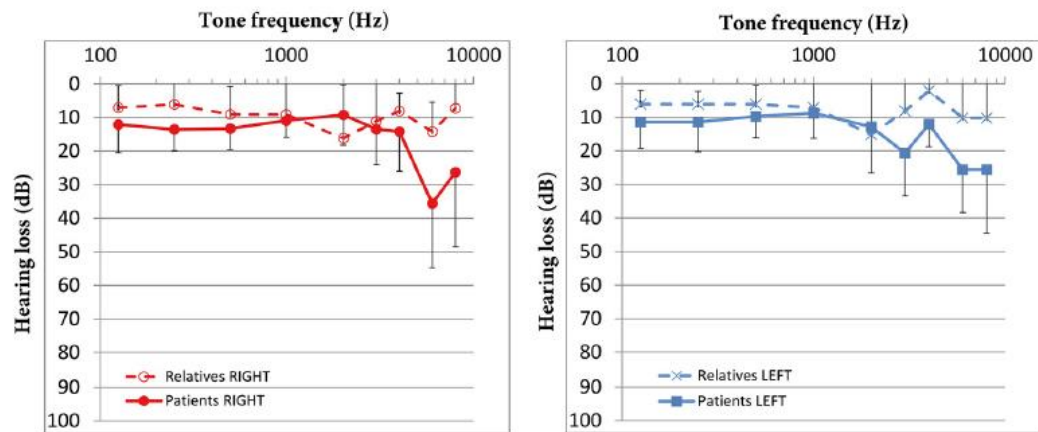 Tone frequency (Hz)
100 1000 10000
0
10
20
30
40
50
60
70
80
90
100
Hearing loss (dB)
Relatives RIGHT
Patients RIGHT
Tone frequency (Hz)
100 1000 10000
0
10
20
30
40
50
60
70
80
90
100
Hearing loss (dB)
Relatives LEFT
Patients LEFT